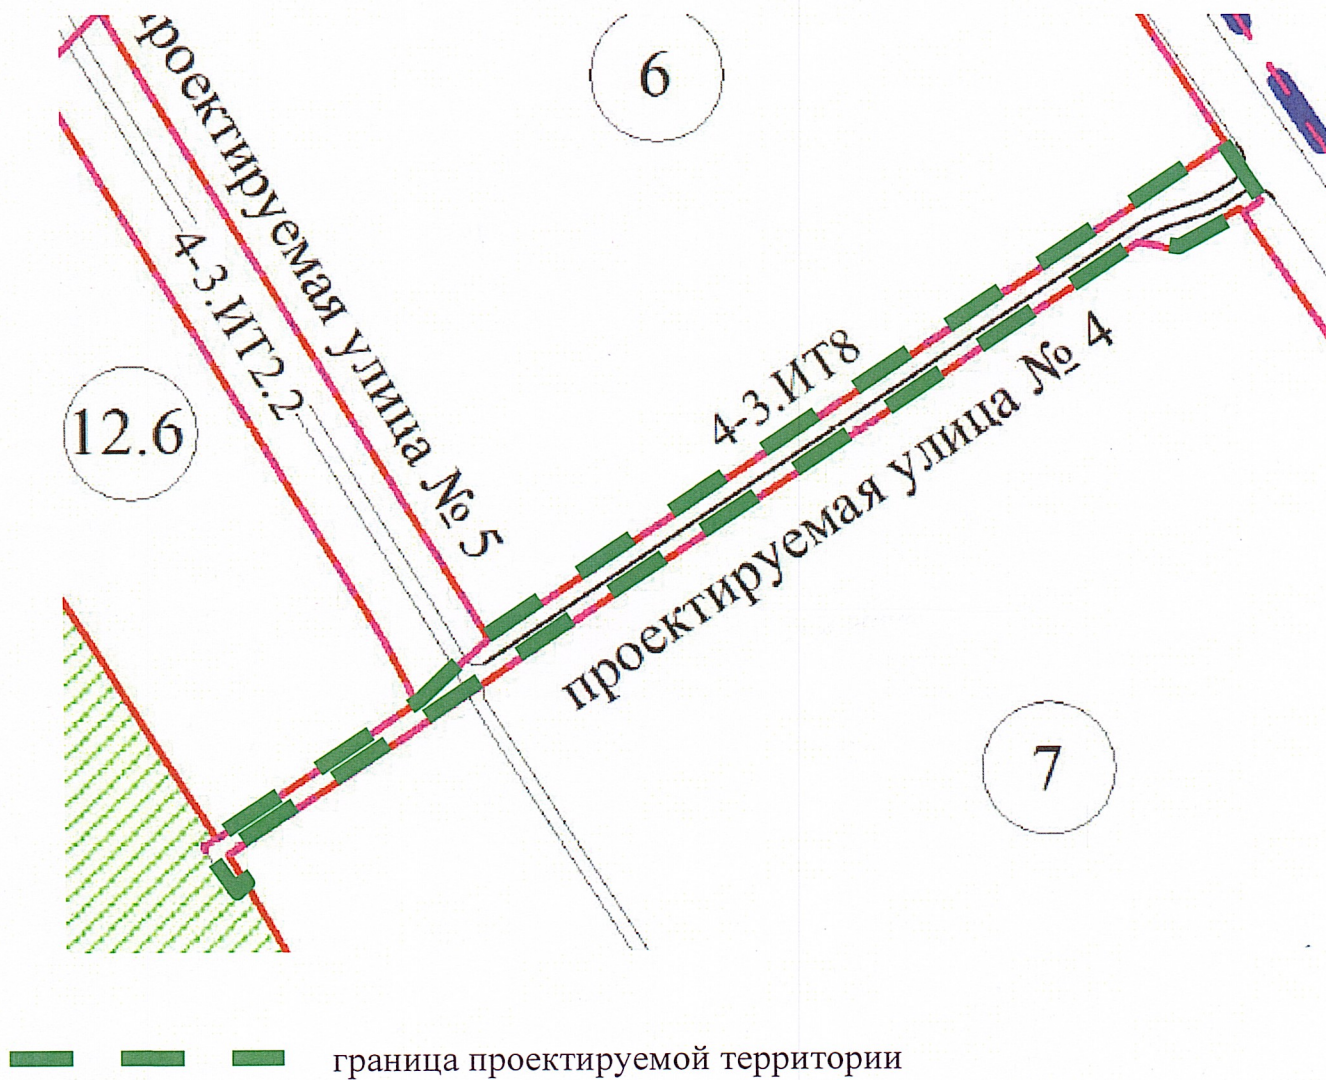 6
проектируемая улица № 5
4-3.ИТ2.2
12.6
4-3.ИТ8
проектируемая улица № 4
7
граница проектируемой территории